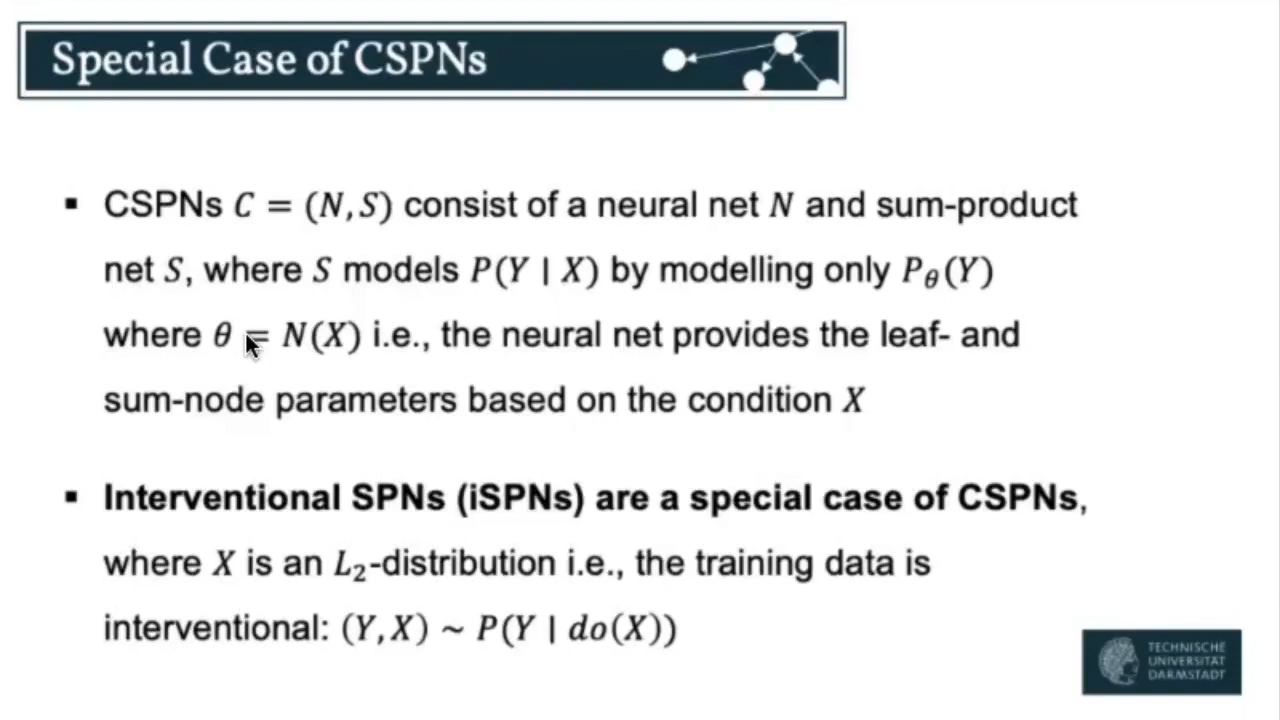 Special Case of CSPNs
▪ CSPNs C = (N, S) consist of a neural net N and sum-product
net S, where S models P(Y | X) by modelling only P_θ(Y)
where θ = N(X) i.e., the neural net provides the leaf- and
sum-node parameters based on the condition X
▪ Interventional SPNs (iSPNs) are a special case of CSPNs,
where X is an L₂-distribution i.e., the training data is
interventional: (Y, X) ~ P(Y | do(X))
TECHNISCHE
UNIVERSITÄT
DARMSTADT